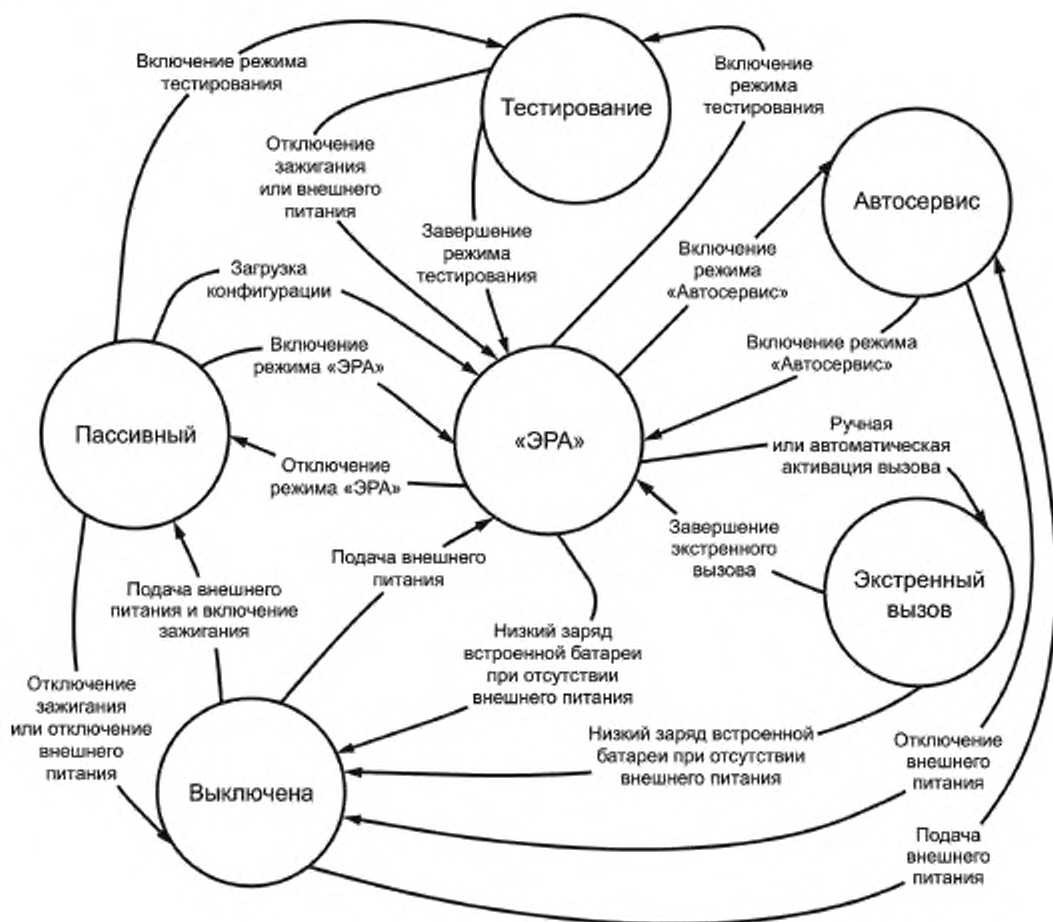 Включение режима
тестирования
Тестирование
Включение
режима
тестирования
Отключение
зажигания
или внешнего
питания
Автосервис
Завершение
режима
тестирования
Включение
режима
«Автосервис»
Загрузка
конфигурации
Включение
режима «ЭРА»
Включение режима
«Автосервис»
Пассивный
«ЭРА»
Ручная
или автоматическая
активация вызова
Отключение
режима «ЭРА»
Завершение
экстренного
вызова
Подача внешнего
питания
Экстренный
вызов
Подача внешнего
питания и включение
зажигания
Низкий заряд
встроенной батареи
при отсутствии
внешнего питания
Отключение
зажигания
или отключение
внешнего
питания
Низкий заряд встроенной
батареи при отсутствии
внешнего питания
Отключение
внешнего
питания
Выключена
Подача
внешнего
питания